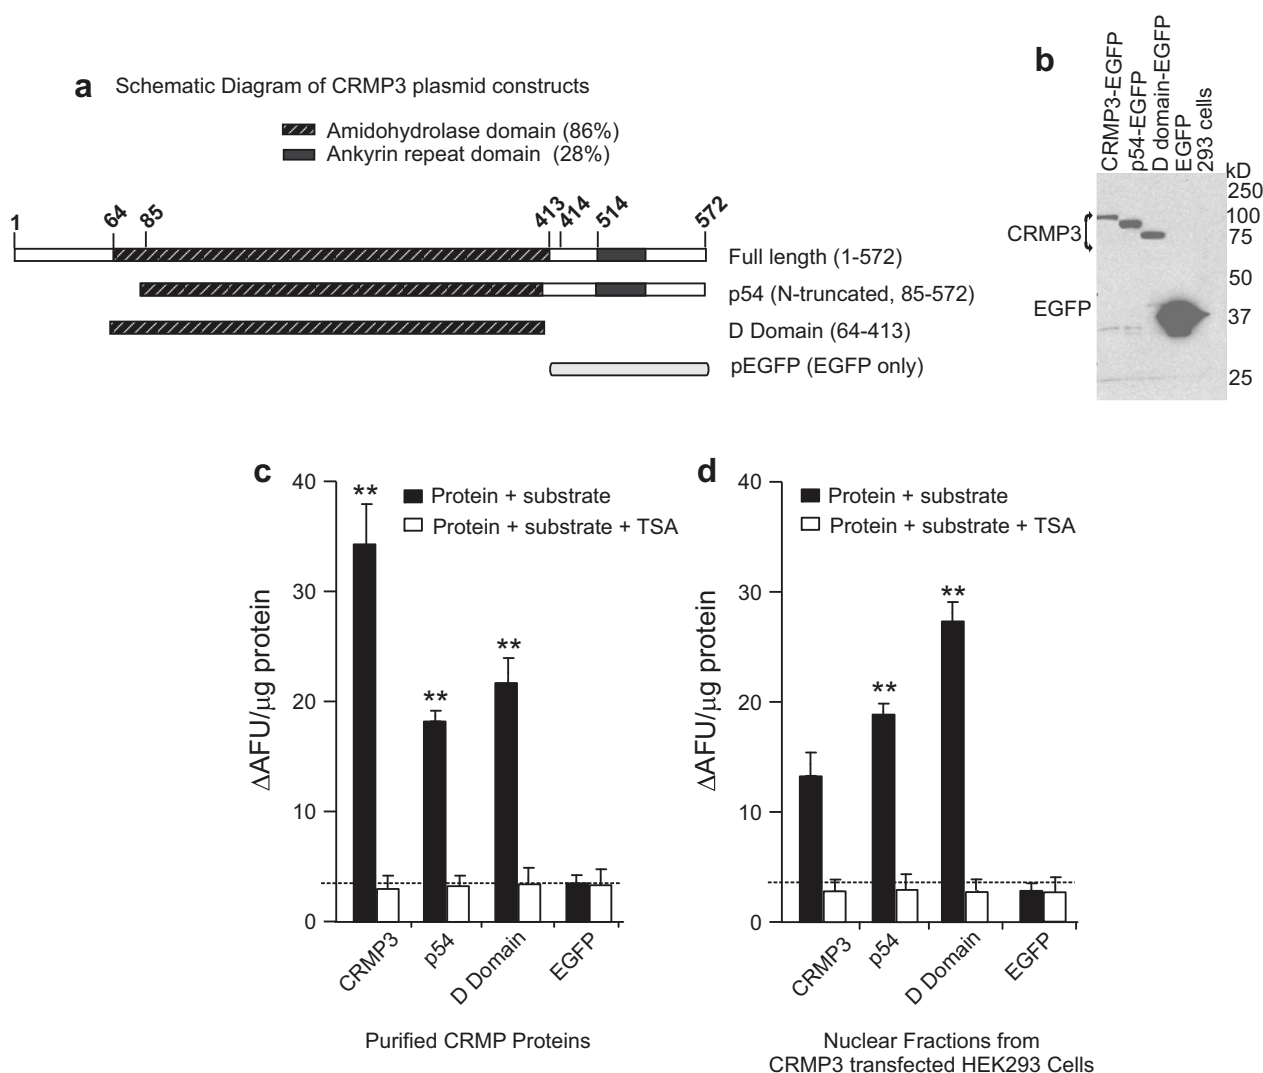 a Schematic Diagram of CRMP3 plasmid constructs
Amidohydrolase domain (86%)
Ankyrin repeat domain (28%)
1 64 85 413 414 514 572
Full length (1-572)
p54 (N-truncated, 85-572)
D Domain (64-413)
pEGFP (EGFP only)
b
CRMP3-EGFP
p54-EGFP
D domain-EGFP
EGFP
293 cells
kD
250
100
75
50
37
25
CRMP3
EGFP
c
40
30
20
10
0
ΔAFU/μg protein
Protein + substrate
Protein + substrate + TSA
**
**
**
CRMP3
p54
D Domain
EGFP
Purified CRMP Proteins
d
40
30
20
10
0
ΔAFU/μg protein
Protein + substrate
Protein + substrate + TSA
**
**
CRMP3
p54
D Domain
EGFP
Nuclear Fractions from
CRMP3 transfected HEK293 Cells